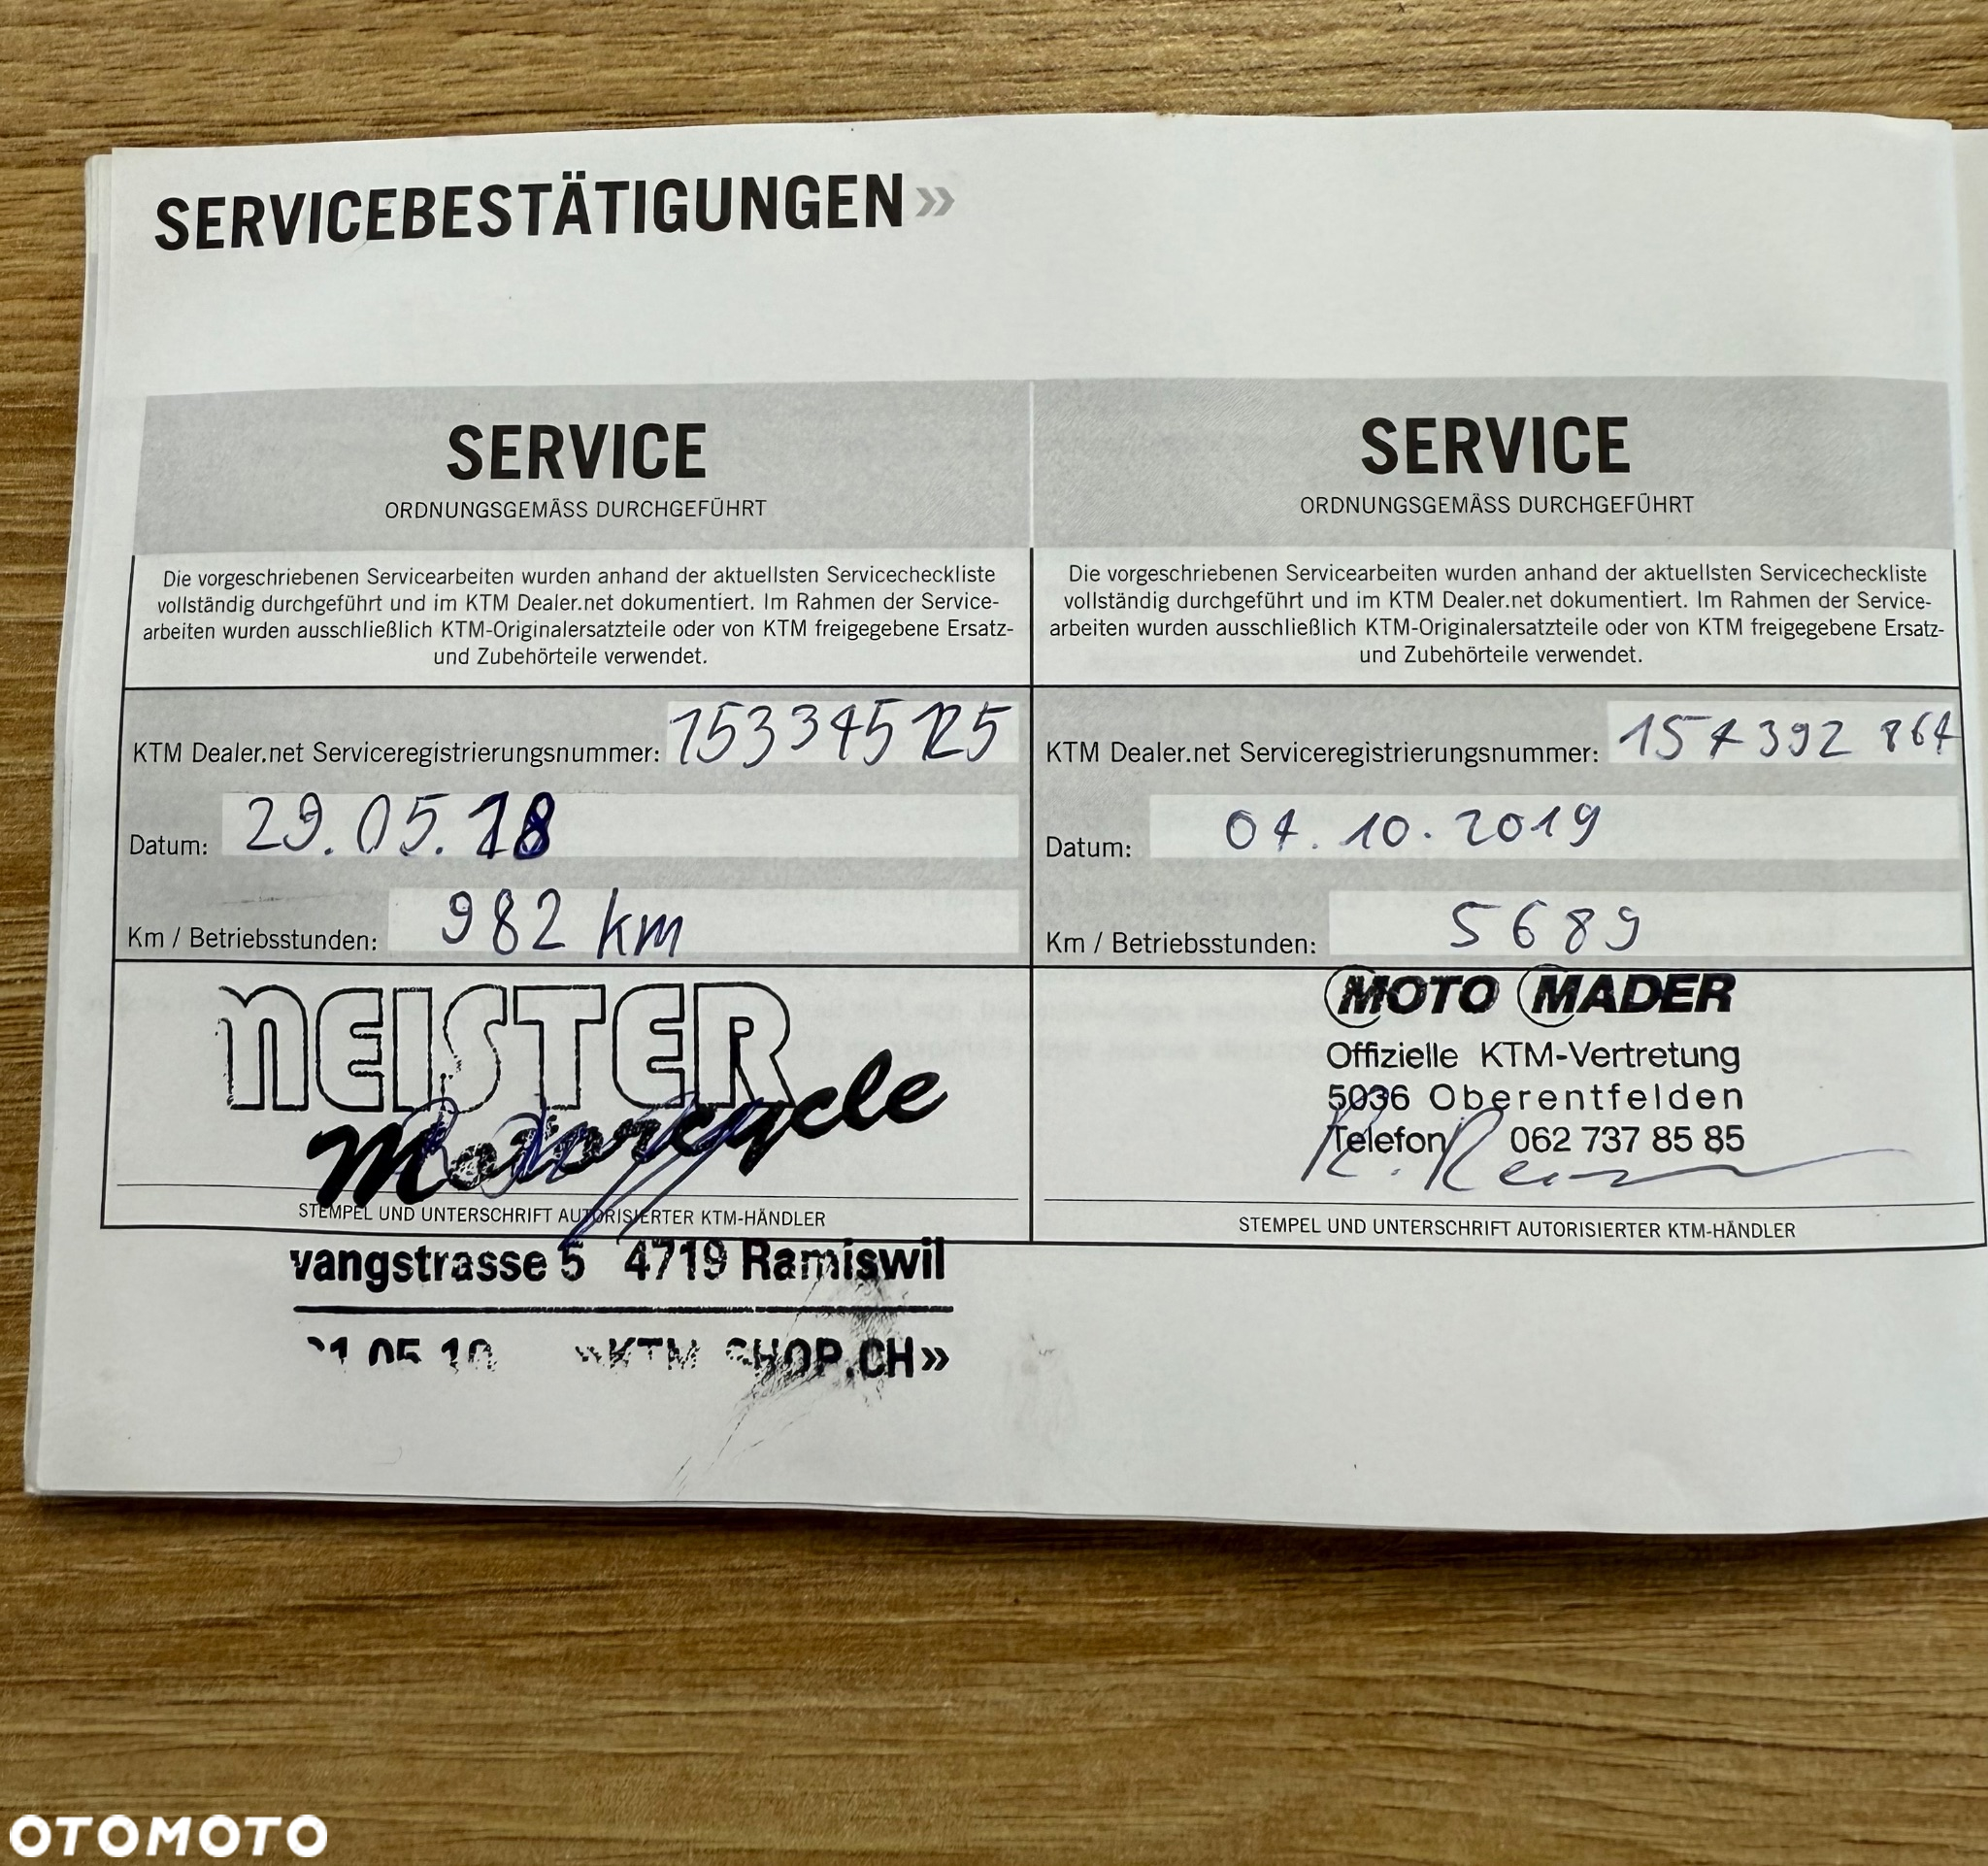 SERVICEBESTÄTIGUNGEN »
SERVICE
ORDNUNGSGEMÄSS DURCHGEFÜHRT
Die vorgeschriebenen Servicearbeiten wurden anhand der aktuellsten Servicecheckliste
vollständig durchgeführt und im KTM Dealer.net dokumentiert. Im Rahmen der Service-
arbeiten wurden ausschließlich KTM-Originalersatzteile oder von KTM freigegebene Ersatz-
und Zubehörteile verwendet.
KTM Dealer.net Serviceregistrierungsnummer: 153345125
Datum: 29.05.18
Km / Betriebsstunden: 982 km
MEISTER
Motorcycle
STEMPEL UND UNTERSCHRIFT AUTORISIERTER KTM-HÄNDLER
vangstrasse 5 4719 Ramiswil
«KTM-SHOP.CH»
SERVICE
ORDNUNGSGEMÄSS DURCHGEFÜHRT
Die vorgeschriebenen Servicearbeiten wurden anhand der aktuellsten Servicecheckliste
vollständig durchgeführt und im KTM Dealer.net dokumentiert. Im Rahmen der Service-
arbeiten wurden ausschließlich KTM-Originalersatzteile oder von KTM freigegebene Ersatz-
und Zubehörteile verwendet.
KTM Dealer.net Serviceregistrierungsnummer: 154392 864
Datum: 04.10.2019
Km / Betriebsstunden: 5689
MOTO MADER
Offizielle KTM-Vertretung
5036 Oberentfelden
Telefon 062 737 85 85
STEMPEL UND UNTERSCHRIFT AUTORISIERTER KTM-HÄNDLER
OTOMOTO